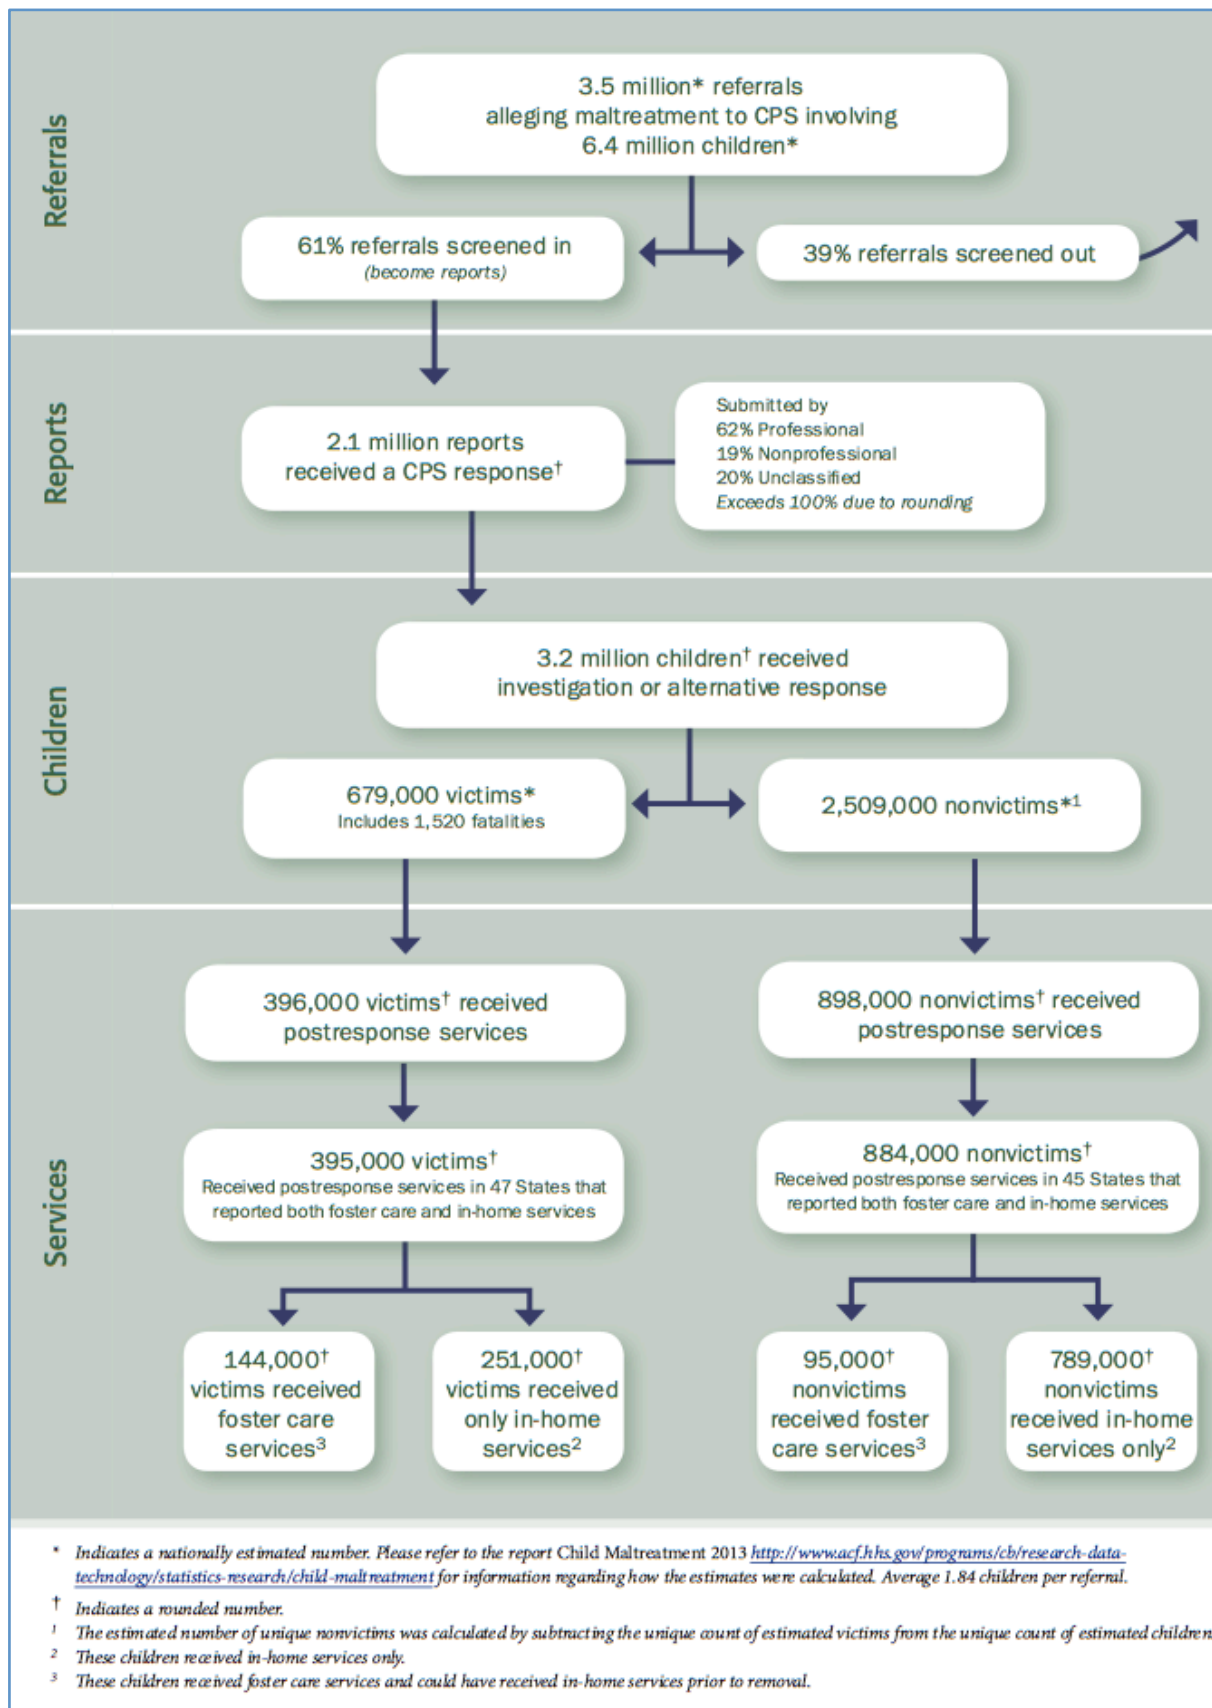 Referrals
3.5 million* referrals
alleging maltreatment to CPS involving
6.4 million children*
61% referrals screened in
(become reports)
39% referrals screened out
Reports
2.1 million reports
received a CPS response†
Submitted by
62% Professional
19% Nonprofessional
20% Unclassified
Exceeds 100% due to rounding
Children
3.2 million children† received
investigation or alternative response
679,000 victims*
Includes 1,520 fatalities
2,509,000 nonvictims*1
Services
396,000 victims† received
postresponse services
898,000 nonvictims† received
postresponse services
395,000 victims†
Received postresponse services in 47 States that
reported both foster care and in-home services
884,000 nonvictims†
Received postresponse services in 45 States that
reported both foster care and in-home services
144,000†
victims received
foster care
services3
251,000†
victims received
only in-home
services2
95,000†
nonvictims
received foster
care services3
789,000†
nonvictims
received in-home
services only2
* Indicates a nationally estimated number. Please refer to the report Child Maltreatment 2013 http://www.acf.hhs.gov/programs/cb/research-data-
technology/statistics-research/child-maltreatment for information regarding how the estimates were calculated. Average 1.84 children per referral.
† Indicates a rounded number.
1 The estimated number of unique nonvictims was calculated by subtracting the unique count of estimated victims from the unique count of estimated children
2 These children received in-home services only.
3 These children received foster care services and could have received in-home services prior to removal.